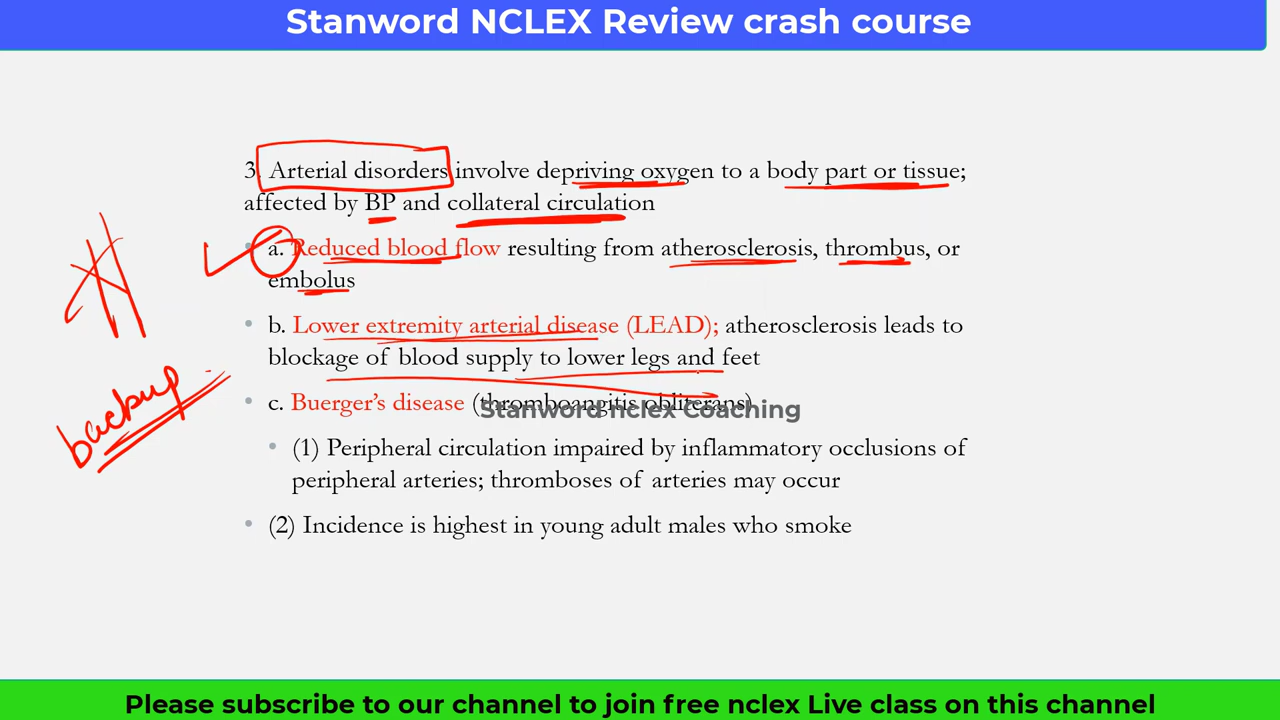 Stanword NCLEX Review crash course
3. Arterial disorders involve depriving oxygen to a body part or tissue;
affected by BP and collateral circulation
• a. Reduced blood flow resulting from atherosclerosis, thrombus, or
embolus
• b. Lower extremity arterial disease (LEAD); atherosclerosis leads to
blockage of blood supply to lower legs and feet
• c. Buerger’s disease (thromboangitis obliterans)
Stanword nclex Coaching
backup
• (1) Peripheral circulation impaired by inflammatory occlusions of
peripheral arteries; thromboses of arteries may occur
• (2) Incidence is highest in young adult males who smoke
Please subscribe to our channel to join free nclex Live class on this channel